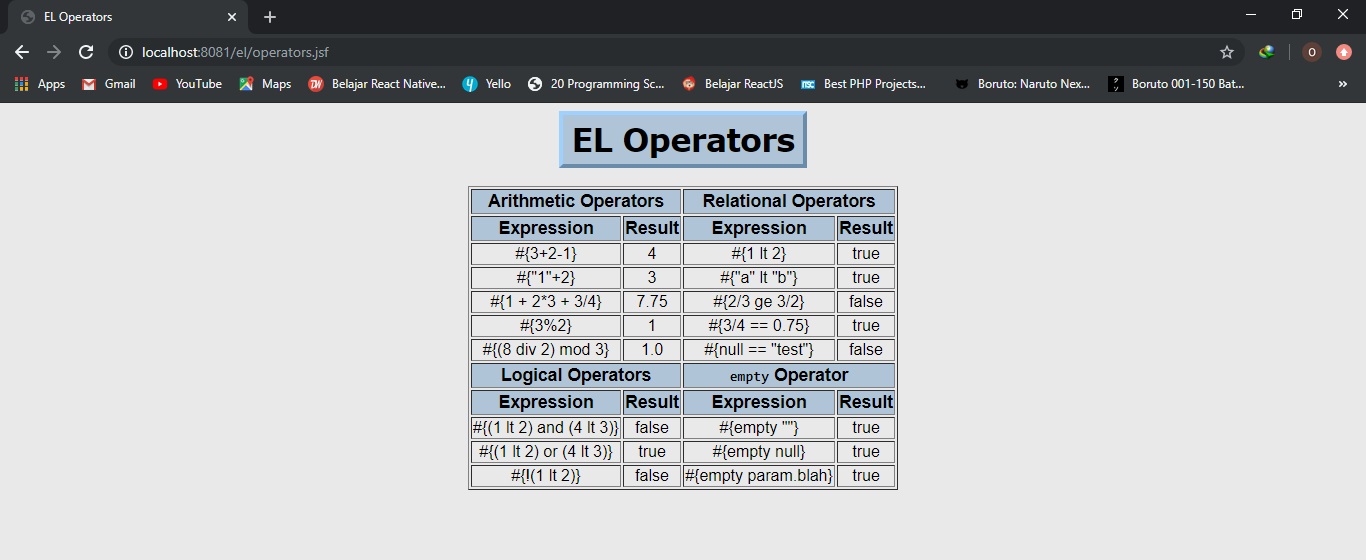 EL Operators
localhost:8081/el/operators.jsf
O
Apps Gmail YouTube Maps Belajar React Native... Yello 20 Programming Sc... Belajar ReactJS Best PHP Projects... Boruto: Naruto Nex... Boruto 001-150 Bat... »
EL Operators
Arithmetic Operators Relational Operators
Expression Result Expression Result
#{3+2-1} 4 #{1 lt 2} true
#{"1"+2} 3 #{"a" lt "b"} true
#{1 + 2*3 + 3/4} 7.75 #{2/3 ge 3/2} false
#{3%2} 1 #{3/4 == 0.75} true
#{(8 div 2) mod 3} 1.0 #{null == "test"} false
Logical Operators empty Operator
Expression Result Expression Result
#{(1 lt 2) and (4 lt 3)} false #{empty ""} true
#{(1 lt 2) or (4 lt 3)} true #{empty null} true
#{!(1 lt 2)} false #{empty param.blah} true